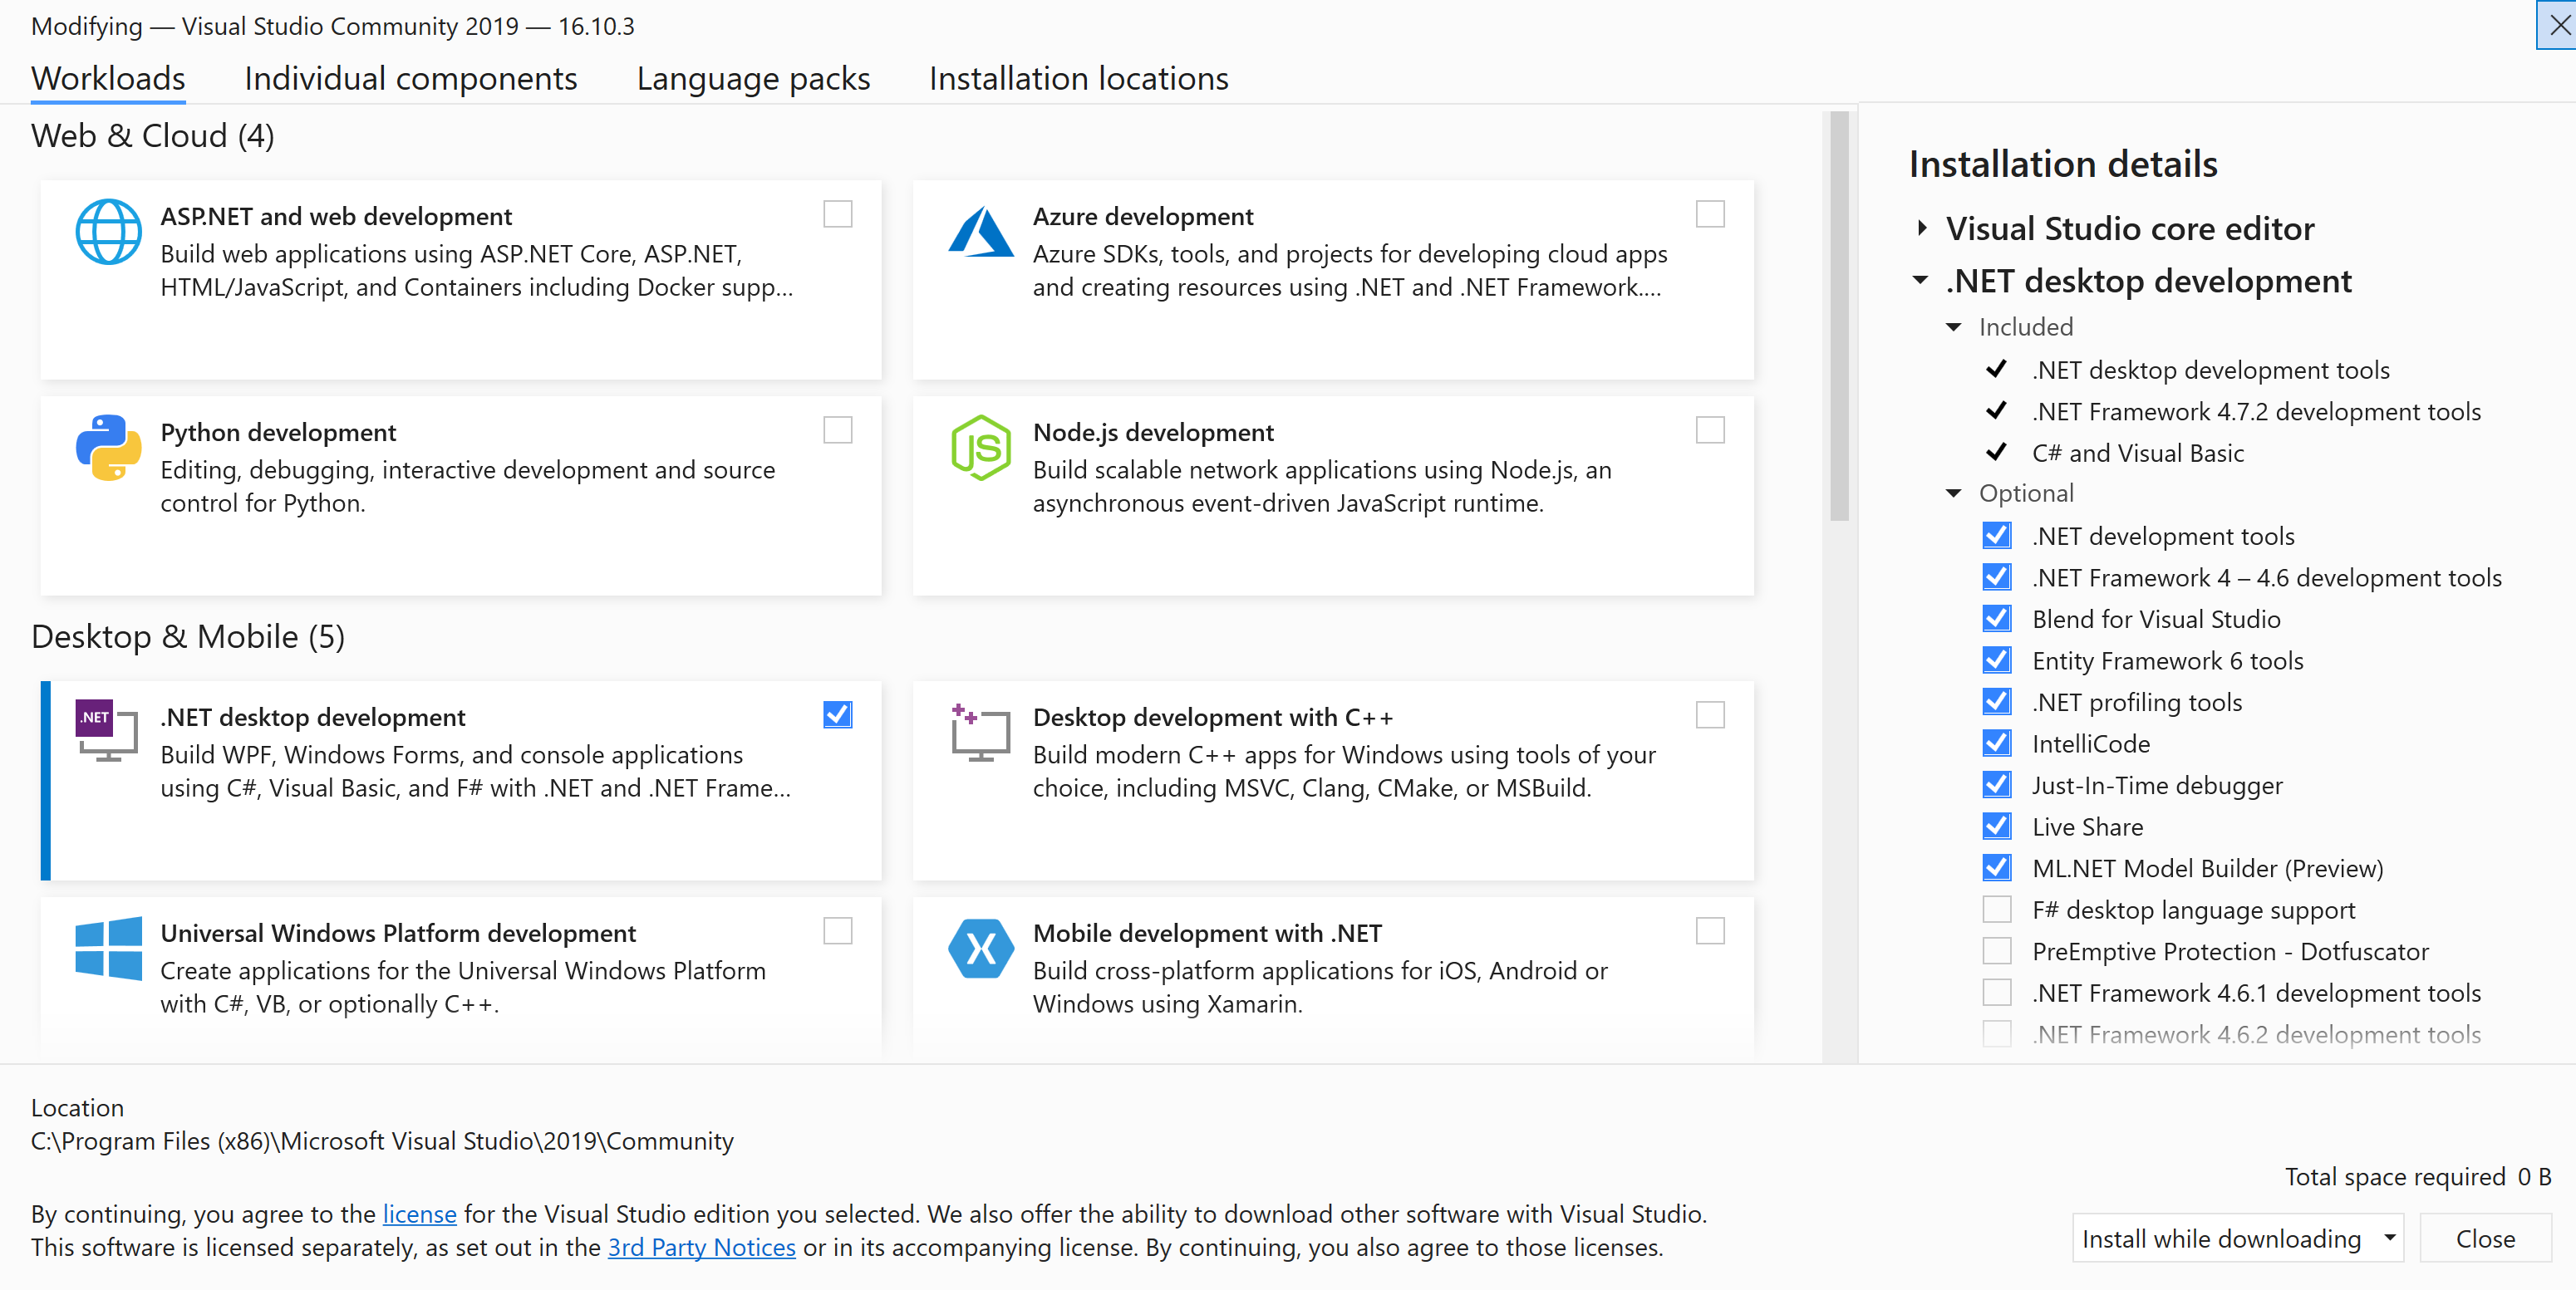 Modifying — Visual Studio Community 2019 — 16.10.3
Workloads
Individual components
Language packs
Installation locations
Web & Cloud (4)
ASP.NET and web development
Build web applications using ASP.NET Core, ASP.NET,
HTML/JavaScript, and Containers including Docker supp...
Azure development
Azure SDKs, tools, and projects for developing cloud apps
and creating resources using .NET and .NET Framework....
Python development
Editing, debugging, interactive development and source
control for Python.
JS
Node.js development
Build scalable network applications using Node.js, an
asynchronous event-driven JavaScript runtime.
Desktop & Mobile (5)
.NET
.NET desktop development
Build WPF, Windows Forms, and console applications
using C#, Visual Basic, and F# with .NET and .NET Frame...
Desktop development with C++
Build modern C++ apps for Windows using tools of your
choice, including MSVC, Clang, CMake, or MSBuild.
Universal Windows Platform development
Create applications for the Universal Windows Platform
with C#, VB, or optionally C++.
Mobile development with .NET
Build cross-platform applications for iOS, Android or
Windows using Xamarin.
Installation details
Visual Studio core editor
.NET desktop development
Included
.NET desktop development tools
.NET Framework 4.7.2 development tools
C# and Visual Basic
Optional
.NET development tools
.NET Framework 4 – 4.6 development tools
Blend for Visual Studio
Entity Framework 6 tools
.NET profiling tools
IntelliCode
Just-In-Time debugger
Live Share
ML.NET Model Builder (Preview)
F# desktop language support
PreEmptive Protection - Dotfuscator
.NET Framework 4.6.1 development tools
.NET Framework 4.6.2 development tools
Location
C:\Program Files (x86)\Microsoft Visual Studio\2019\Community
By continuing, you agree to the license for the Visual Studio edition you selected. We also offer the ability to download other software with Visual Studio.
This software is licensed separately, as set out in the 3rd Party Notices or in its accompanying license. By continuing, you also agree to those licenses.
Total space required 0 B
Install while downloading
Close